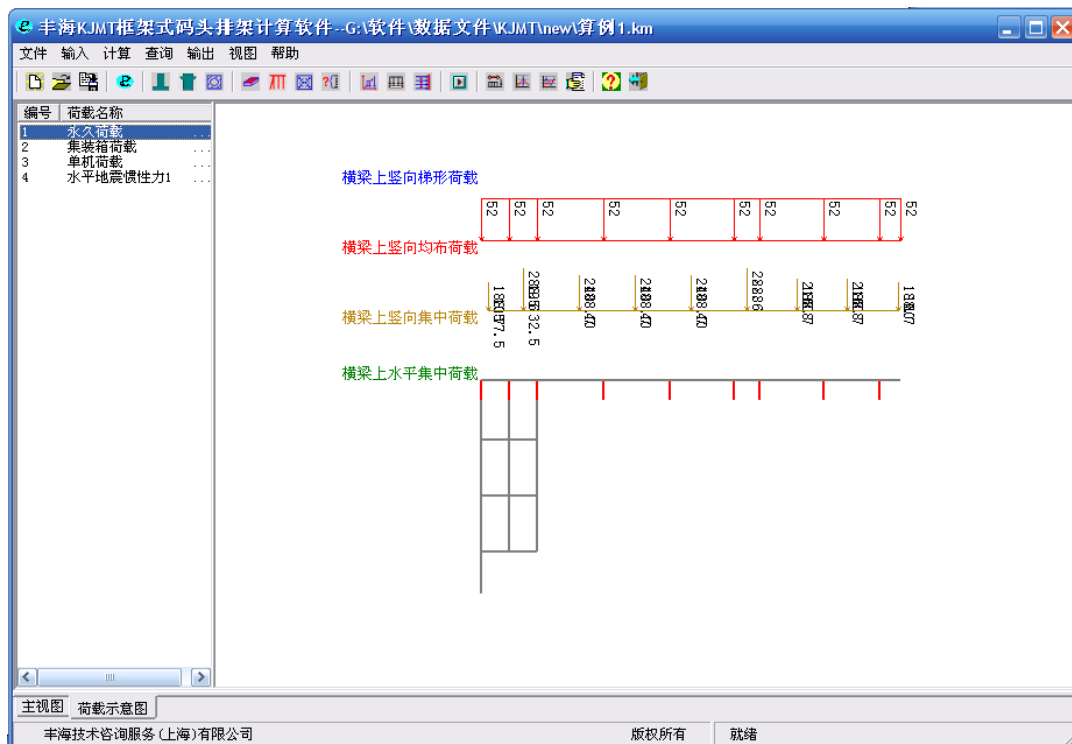 丰海KJMT框架式码头排架计算软件--G:\软件\数据文件\KJMT\new\算例1.km
文件 输入 计算 查询 输出 视图 帮助
编号 荷载名称
1 永久荷载 ...
2 集装箱荷载 ...
3 单机荷载 ...
4 水平地震惯性力1 ...
横梁上竖向梯形荷载
52 52 52 52 52 52 52 52 52 52
横梁上竖向均布荷载
横梁上竖向集中荷载
横梁上水平集中荷载
主视图 荷载示意图
丰海技术咨询服务(上海)有限公司 版权所有 就绪